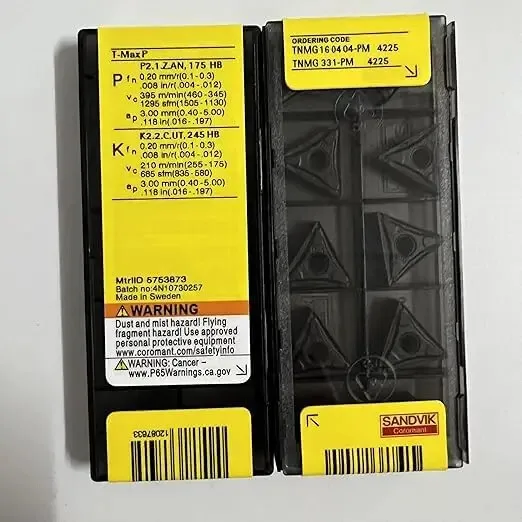 T-Max P
P2.1.Z.AN, 175 HB
P fn 0.20 mm/r(0.1-0.3)
.008 in/r(.004-.012)
vc 395 m/min(460-345)
1295 sfm(1505-1130)
ap 3.00 mm(0.40-5.00)
.118 in(.016-.197)
K2.2.C.UT, 245 HB
K fn 0.20 mm/r(0.1-0.3)
.008 in/r(.004-.012)
vc 210 m/min(255-175)
685 sfm(835-580)
ap 3.00 mm(0.40-5.00)
.118 in(.016-.197)
MtrlID 5753873
Batch no:4N10730257
Made in Sweden
WARNING
Dust and mist hazard! Flying
fragment hazard! Use approved
personal protective equipment
www.coromant.com/safetyinfo
WARNING: Cancer –
www.P65Warnings.ca.gov
12087633
ORDERING CODE
TNMG 16 04 04-PM 4225
TNMG 331-PM 4225
SANDVIK
Coromant